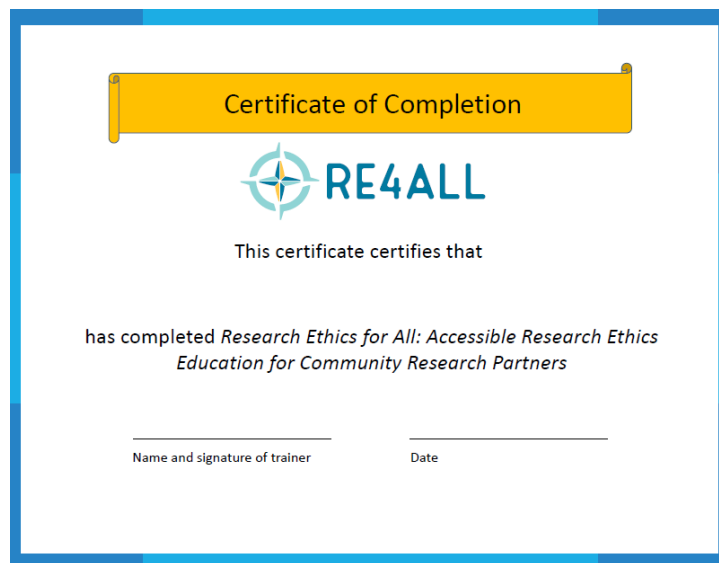 Certificate of Completion
RE4ALL
This certificate certifies that
has completed Research Ethics for All: Accessible Research Ethics
Education for Community Research Partners
Name and signature of trainer
Date